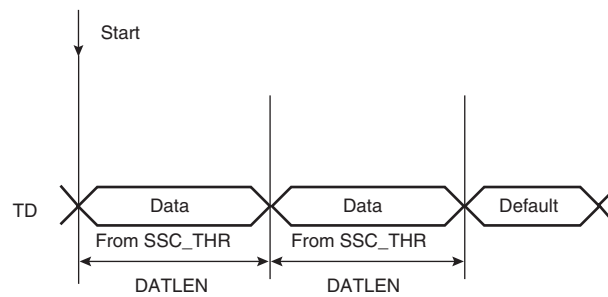 Start
TD Data Data Default
From SSC_THR From SSC_THR
DATLEN DATLEN